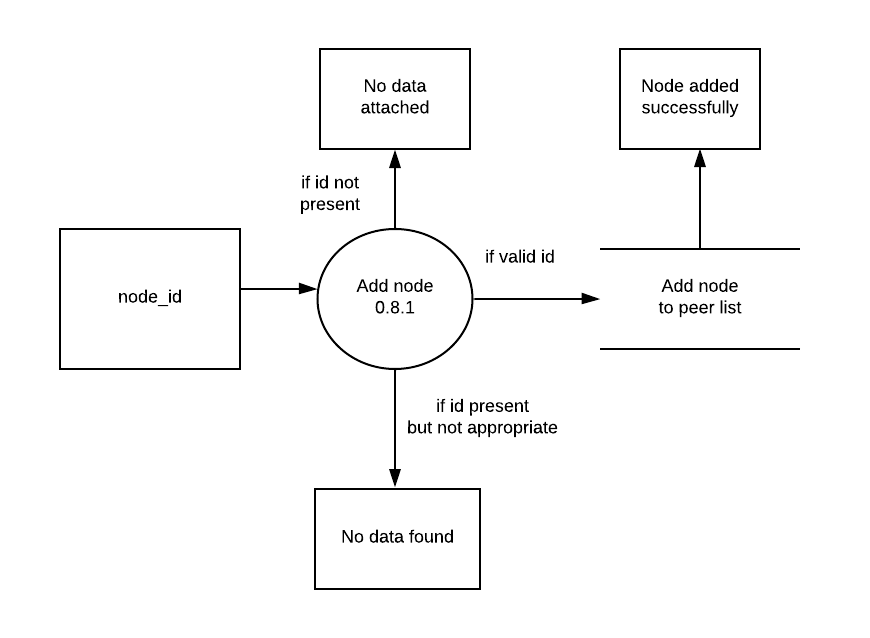 No data
attached
Node added
successfully
if id not
present
if valid id
node_id
Add node
0.8.1
Add node
to peer list
if id present
but not appropriate
No data found